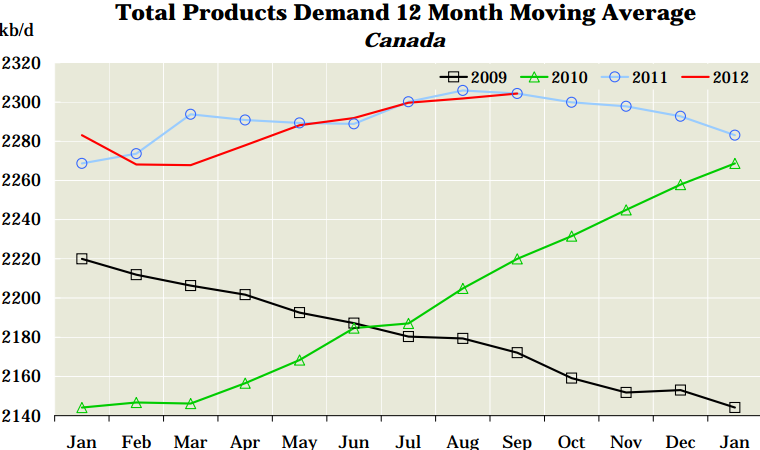 Total Products Demand 12 Month Moving Average
kb/d
Canada
2320
2009 2010 2011 2012
2300
2280
2260
2240
2220
2200
2180
2160
2140
Jan Feb Mar Apr May Jun Jul Aug Sep Oct Nov Dec Jan